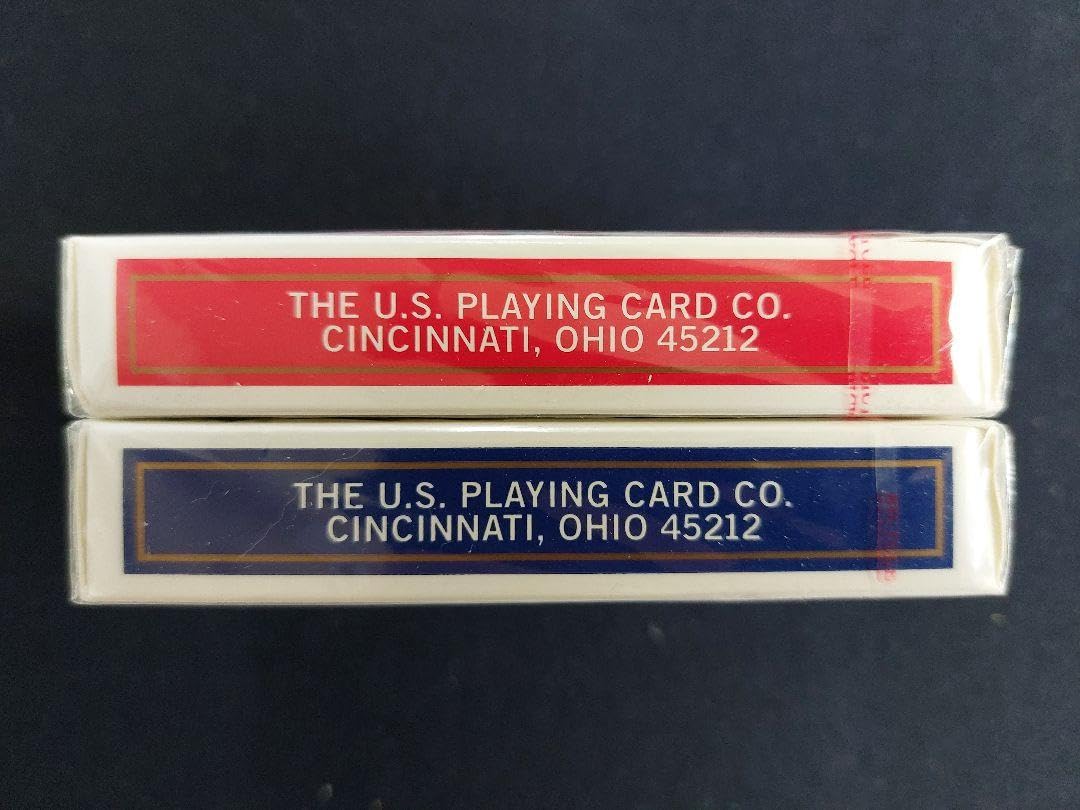 THE U.S. PLAYING CARD CO.
CINCINNATI, OHIO 45212
THE U.S. PLAYING CARD CO.
CINCINNATI, OHIO 45212